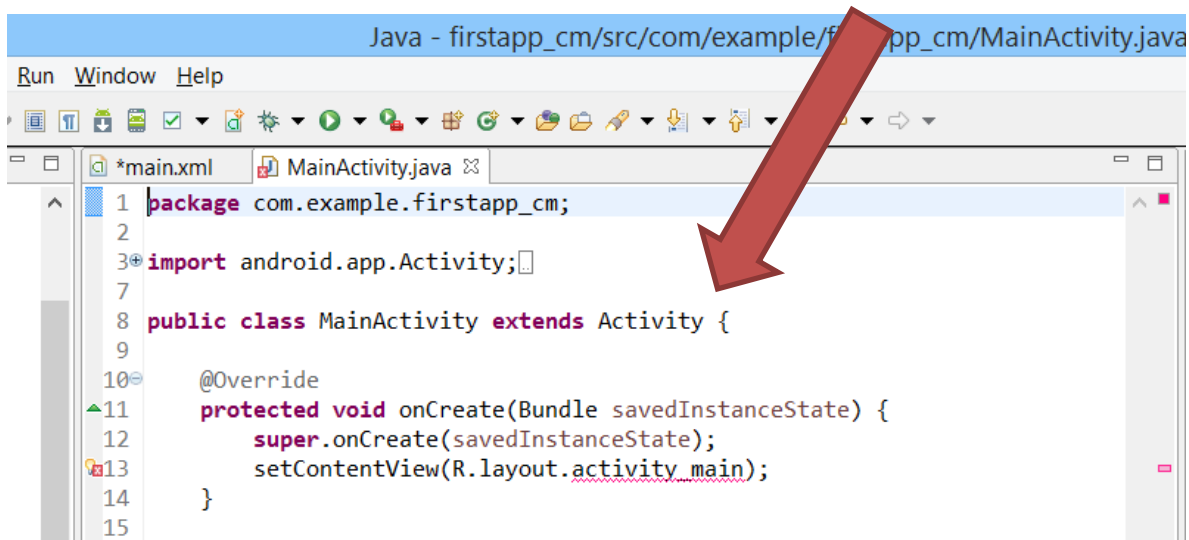 Java - firstapp_cm/src/com/example/f pp_cm/MainActivity.java
Run Window Help
*main.xml MainActivity.java
1 package com.example.firstapp_cm;
2
3 import android.app.Activity;
7
8 public class MainActivity extends Activity {
9
10 @Override
11 protected void onCreate(Bundle savedInstanceState) {
12 super.onCreate(savedInstanceState);
13 setContentView(R.layout.activity_main);
14 }
15